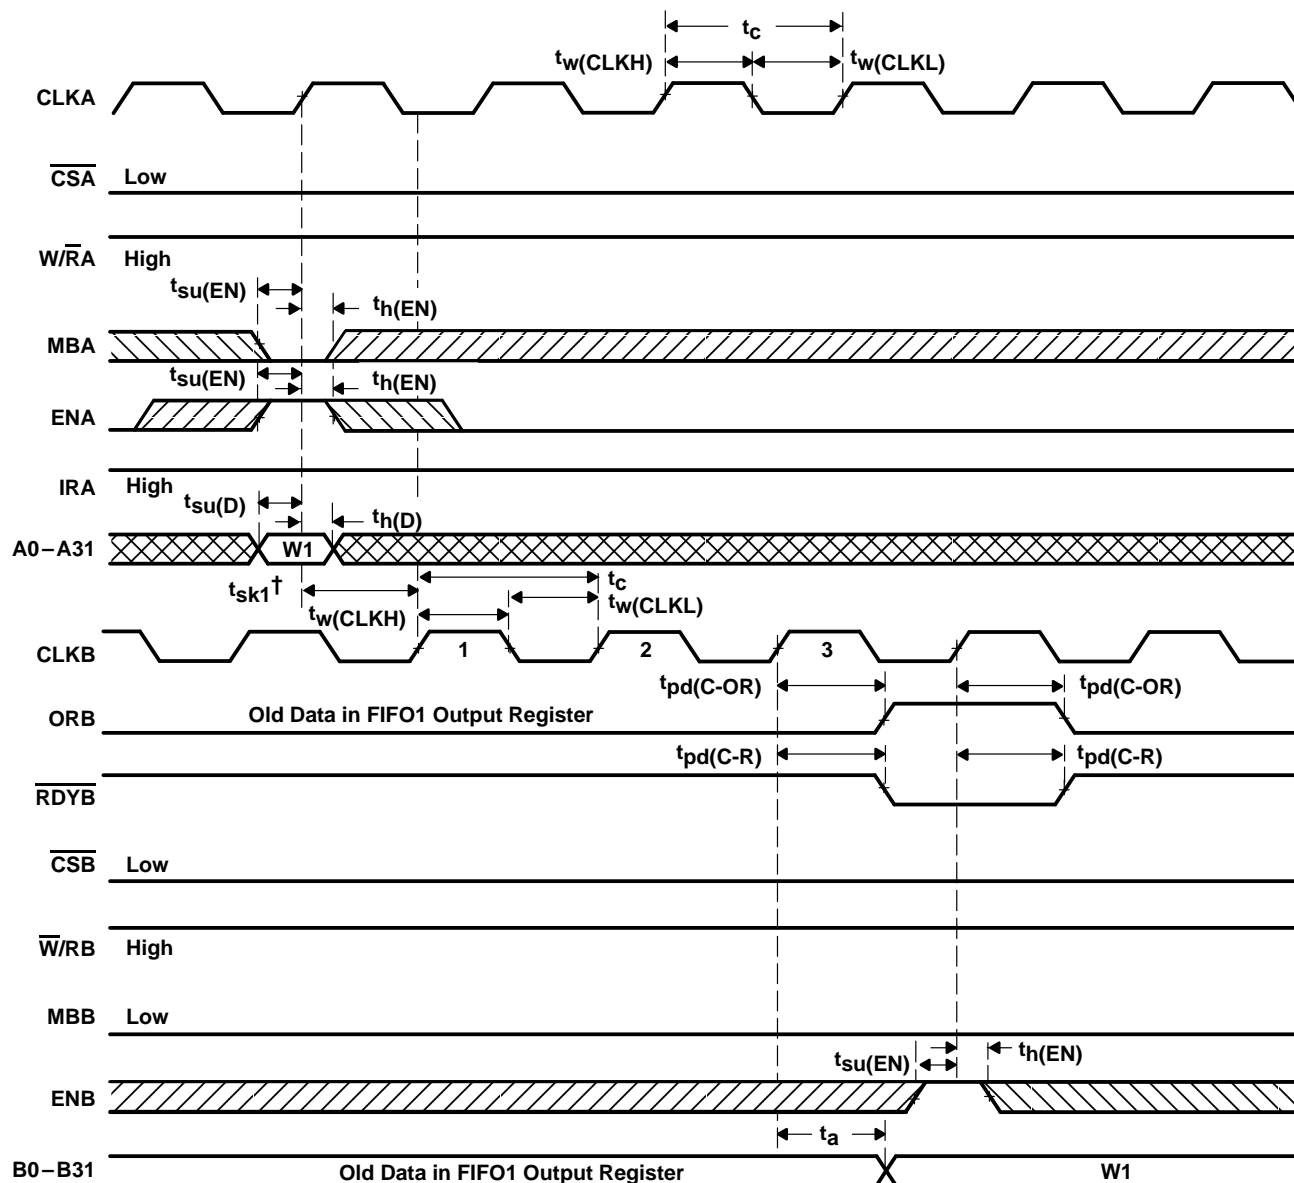 tc
tw(CLKH) tw(CLKL)
CLKA
CSA Low
W/RA High
tsu(EN) th(EN)
MBA
tsu(EN) th(EN)
ENA
IRA High
tsu(D) th(D)
A0–A31 W1
tsk1† tc
tw(CLKH) tw(CLKL)
CLKB 1 2 3
tpd(C-OR) tpd(C-OR)
ORB Old Data in FIFO1 Output Register
tpd(C-R) tpd(C-R)
RDYB
CSB Low
W/RB High
MBB Low
tsu(EN) th(EN)
ENB
ta
B0–B31 Old Data in FIFO1 Output Register W1